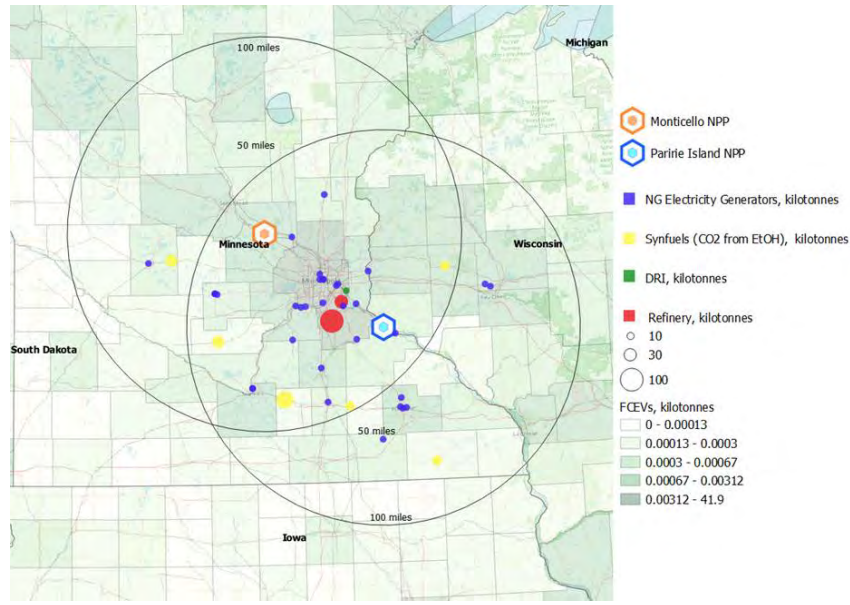 100 miles
Michigan
50 miles
Minnesota
Wisconsin
South Dakota
50 miles
100 miles
Iowa
Monticello NPP
Paririe Island NPP
NG Electricity Generators, kilotonnes
Synfuels (CO2 from EtOH), kilotonnes
DRI, kilotonnes
Refinery, kilotonnes
10
30
100
FCEVs, kilotonnes
0 - 0.00013
0.00013 - 0.0003
0.0003 - 0.00067
0.00067 - 0.00312
0.00312 - 41.9